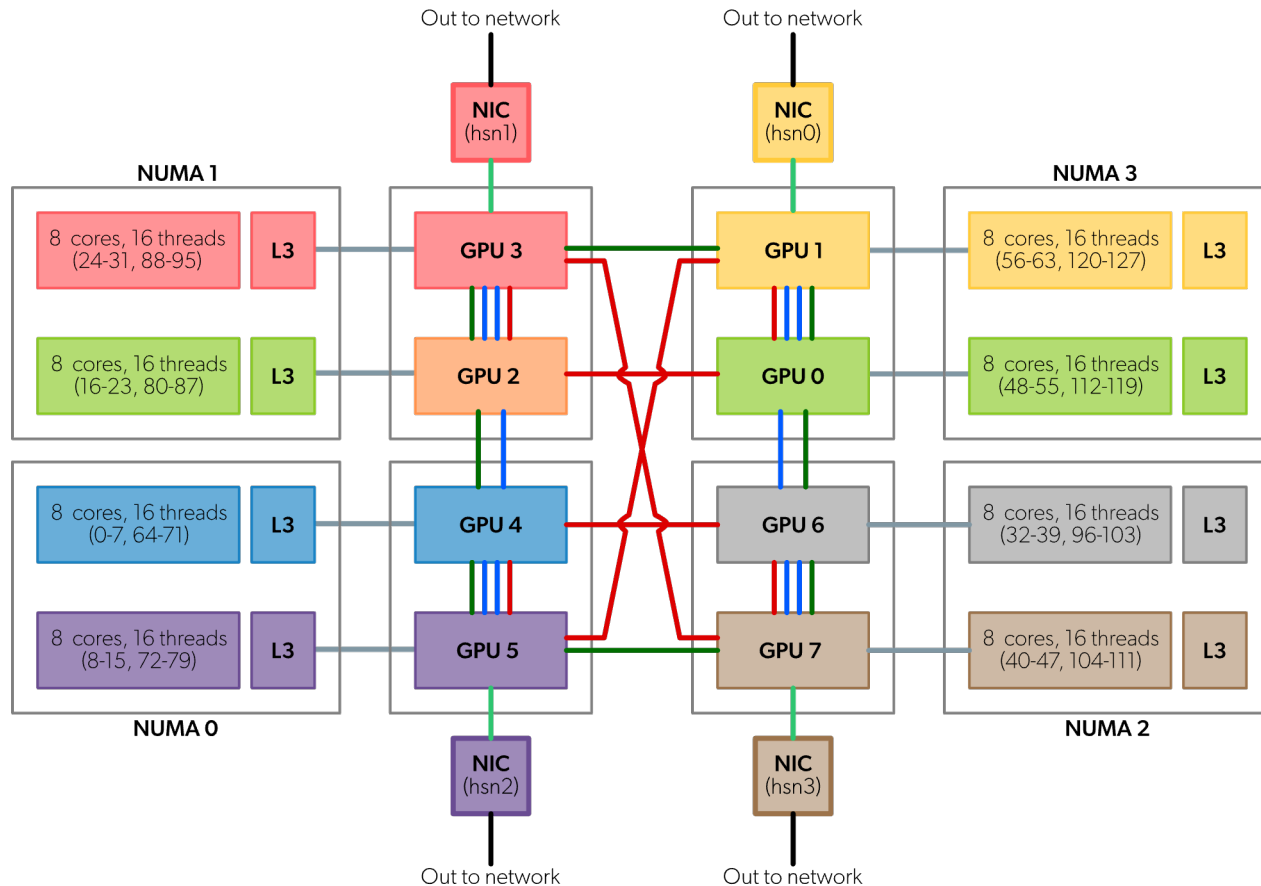 Out to network
Out to network
NIC
(hsn1)
NIC
(hsn0)
NUMA 1
NUMA 3
8 cores, 16 threads
(24-31, 88-95)
L3
GPU 3
GPU 1
8 cores, 16 threads
(56-63, 120-127)
L3
8 cores, 16 threads
(16-23, 80-87)
L3
GPU 2
GPU 0
8 cores, 16 threads
(48-55, 112-119)
L3
8 cores, 16 threads
(0-7, 64-71)
L3
GPU 4
GPU 6
8 cores, 16 threads
(32-39, 96-103)
L3
8 cores, 16 threads
(8-15, 72-79)
L3
GPU 5
GPU 7
8 cores, 16 threads
(40-47, 104-111)
L3
NUMA 0
NUMA 2
NIC
(hsn2)
NIC
(hsn3)
Out to network
Out to network